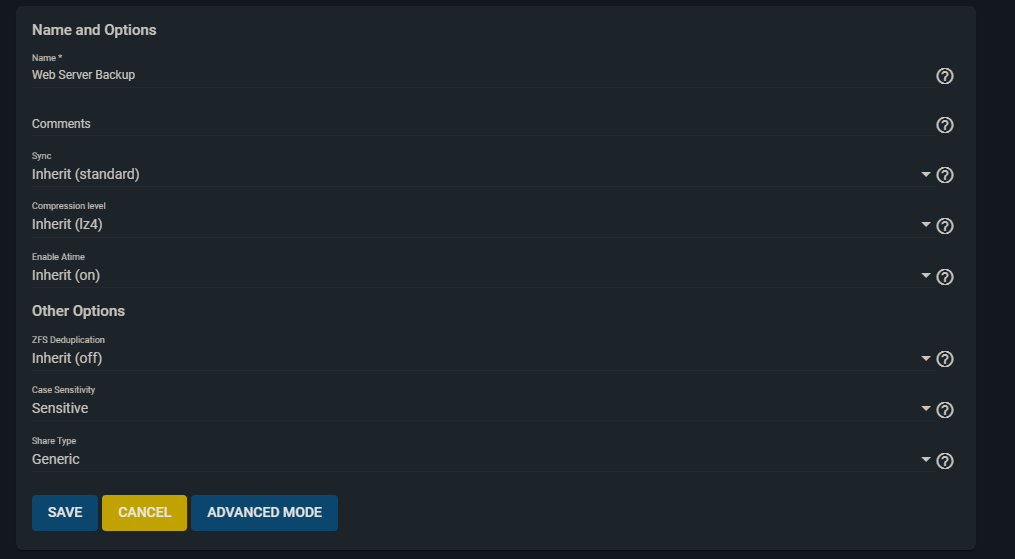 Name and Options
Name *
Web Server Backup
Comments
Sync
Inherit (standard)
Compression level
Inherit (lz4)
Enable Atime
Inherit (on)
Other Options
ZFS Deduplication
Inherit (off)
Case Sensitivity
Sensitive
Share Type
Generic
SAVE CANCEL ADVANCED MODE